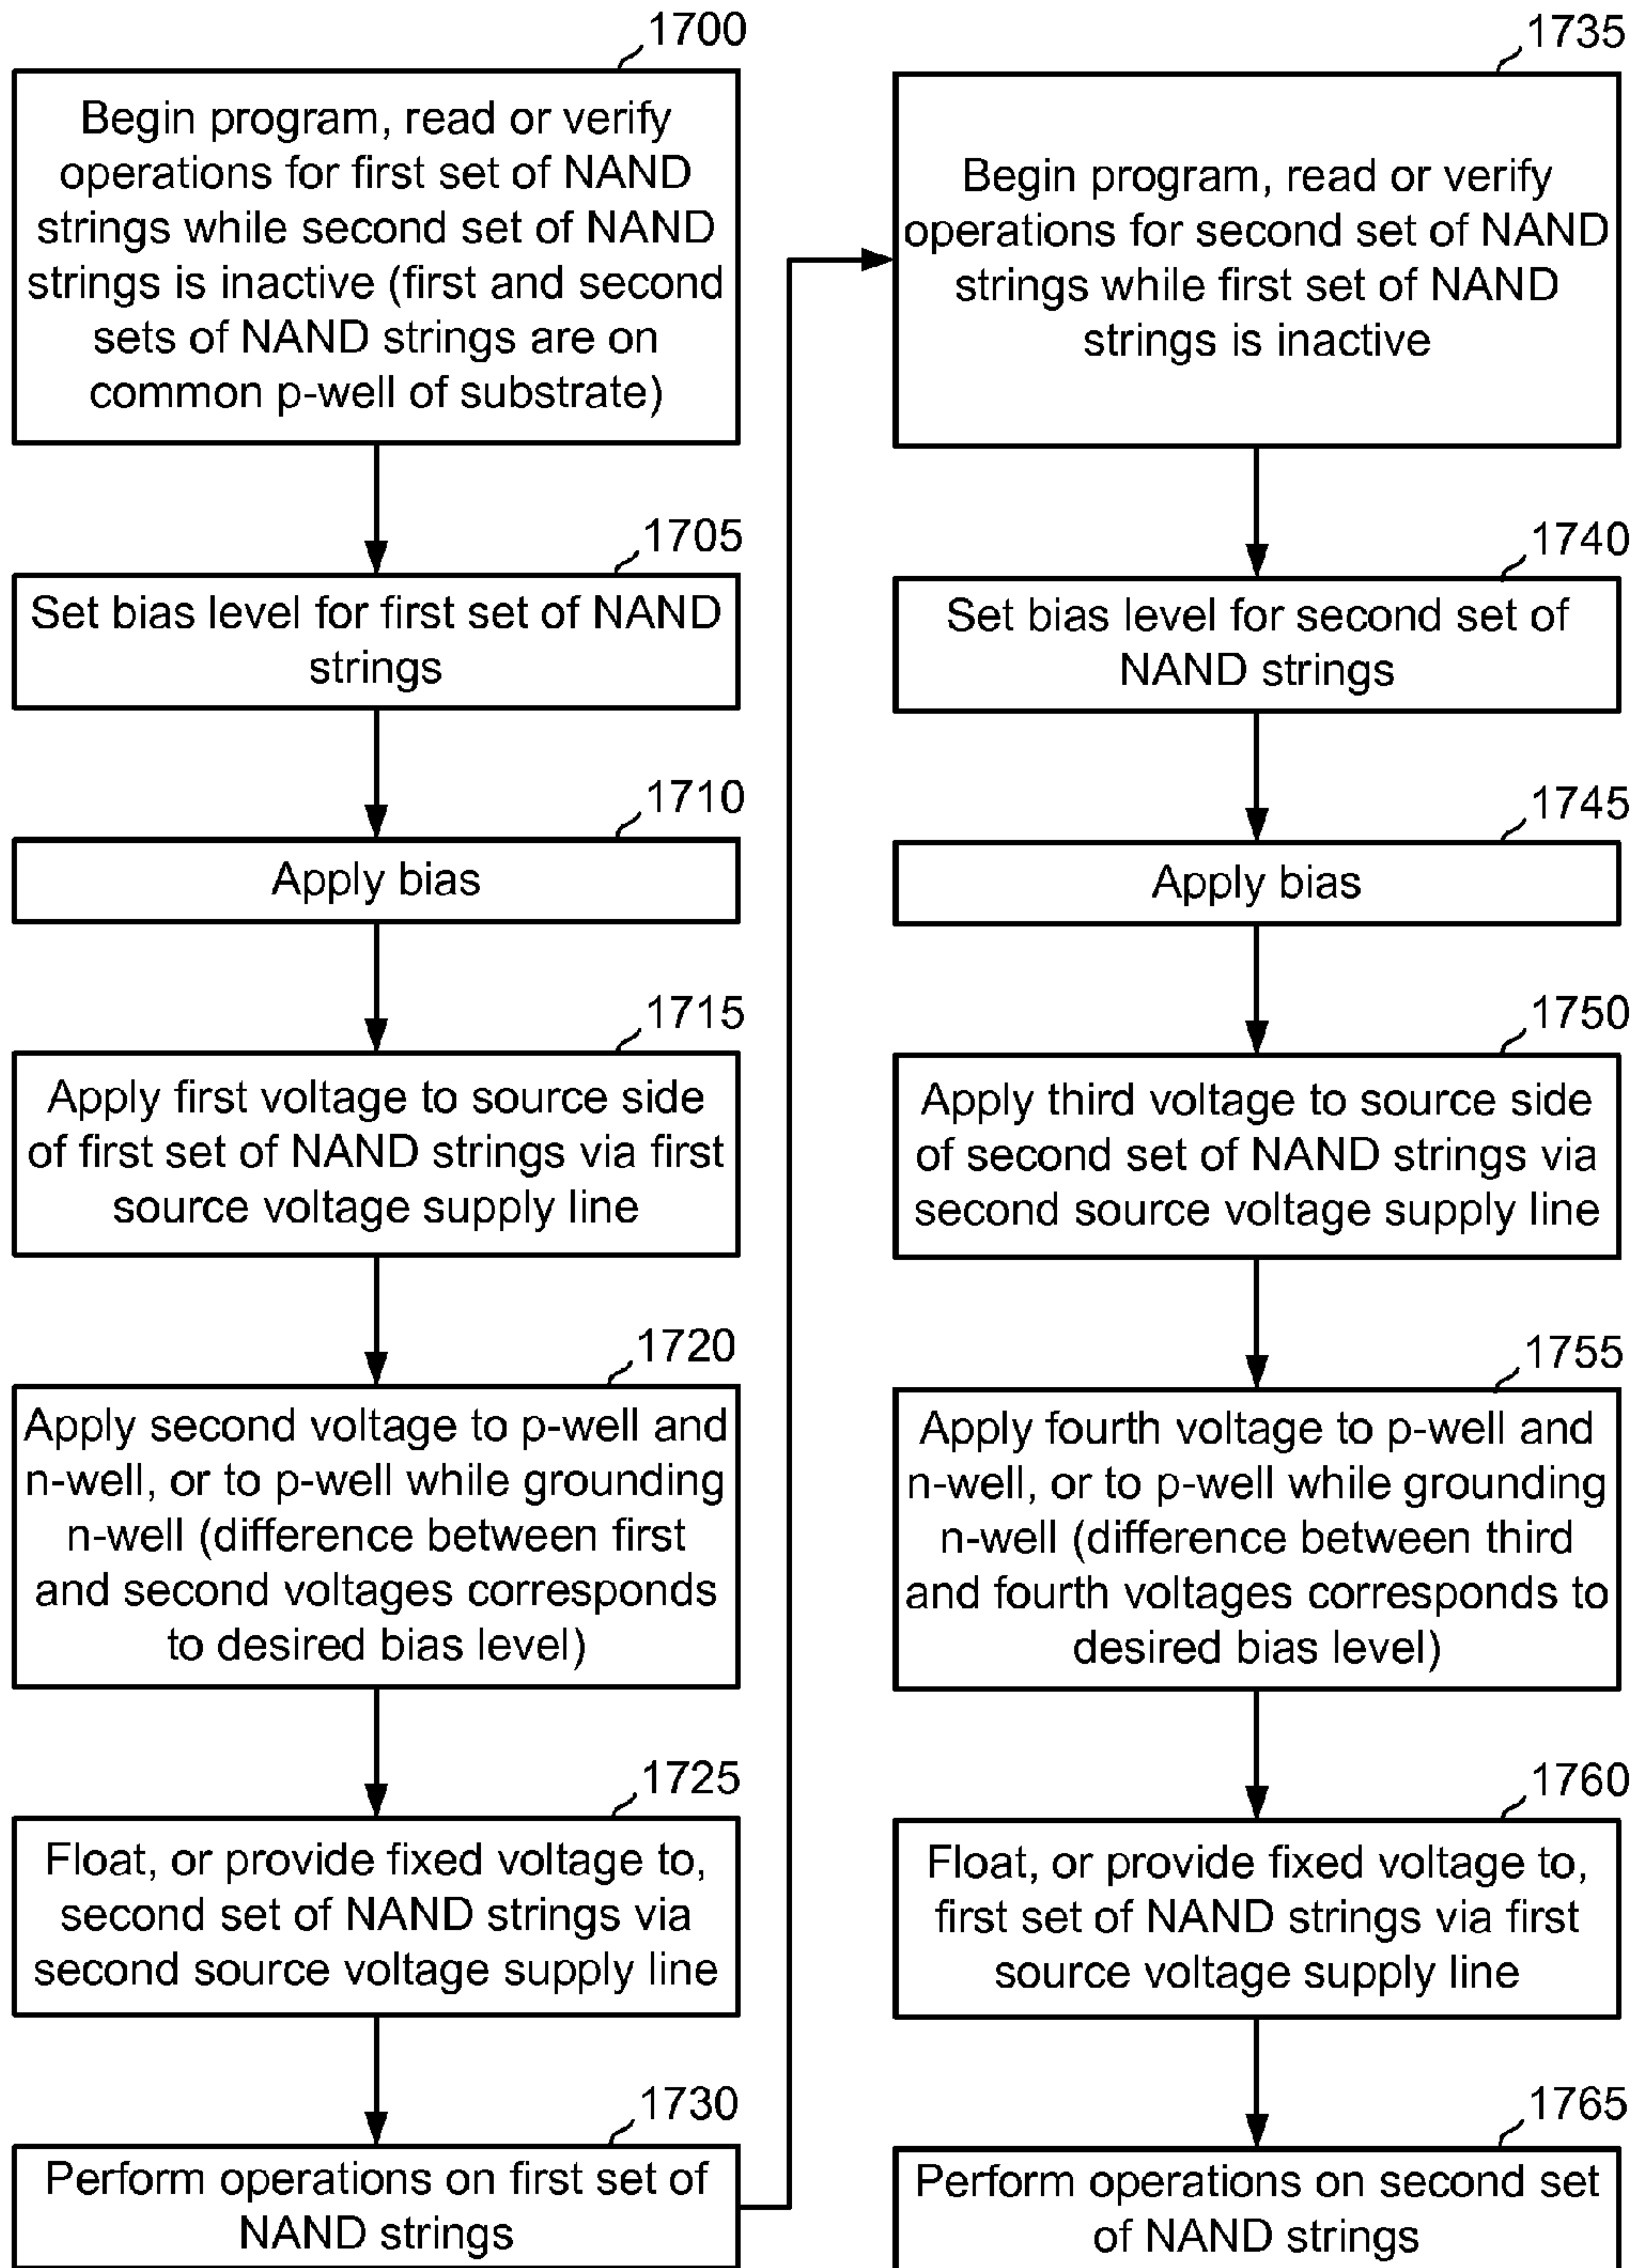 1700
Begin program, read or verify
operations for first set of NAND
strings while second set of NAND
strings is inactive (first and second
sets of NAND strings are on
common p-well of substrate)
1705
Set bias level for first set of NAND
strings
1710
Apply bias
1715
Apply first voltage to source side
of first set of NAND strings via first
source voltage supply line
1720
Apply second voltage to p-well and
n-well, or to p-well while grounding
n-well (difference between first
and second voltages corresponds
to desired bias level)
1725
Float, or provide fixed voltage to,
second set of NAND strings via
second source voltage supply line
1730
Perform operations on first set of
NAND strings
1735
Begin program, read or verify
operations for second set of NAND
strings while first set of NAND
strings is inactive
1740
Set bias level for second set of
NAND strings
1745
Apply bias
1750
Apply third voltage to source side
of second set of NAND strings via
second source voltage supply line
1755
Apply fourth voltage to p-well and
n-well, or to p-well while grounding
n-well (difference between third
and fourth voltages corresponds to
desired bias level)
1760
Float, or provide fixed voltage to,
first set of NAND strings via first
source voltage supply line
1765
Perform operations on second set
of NAND strings